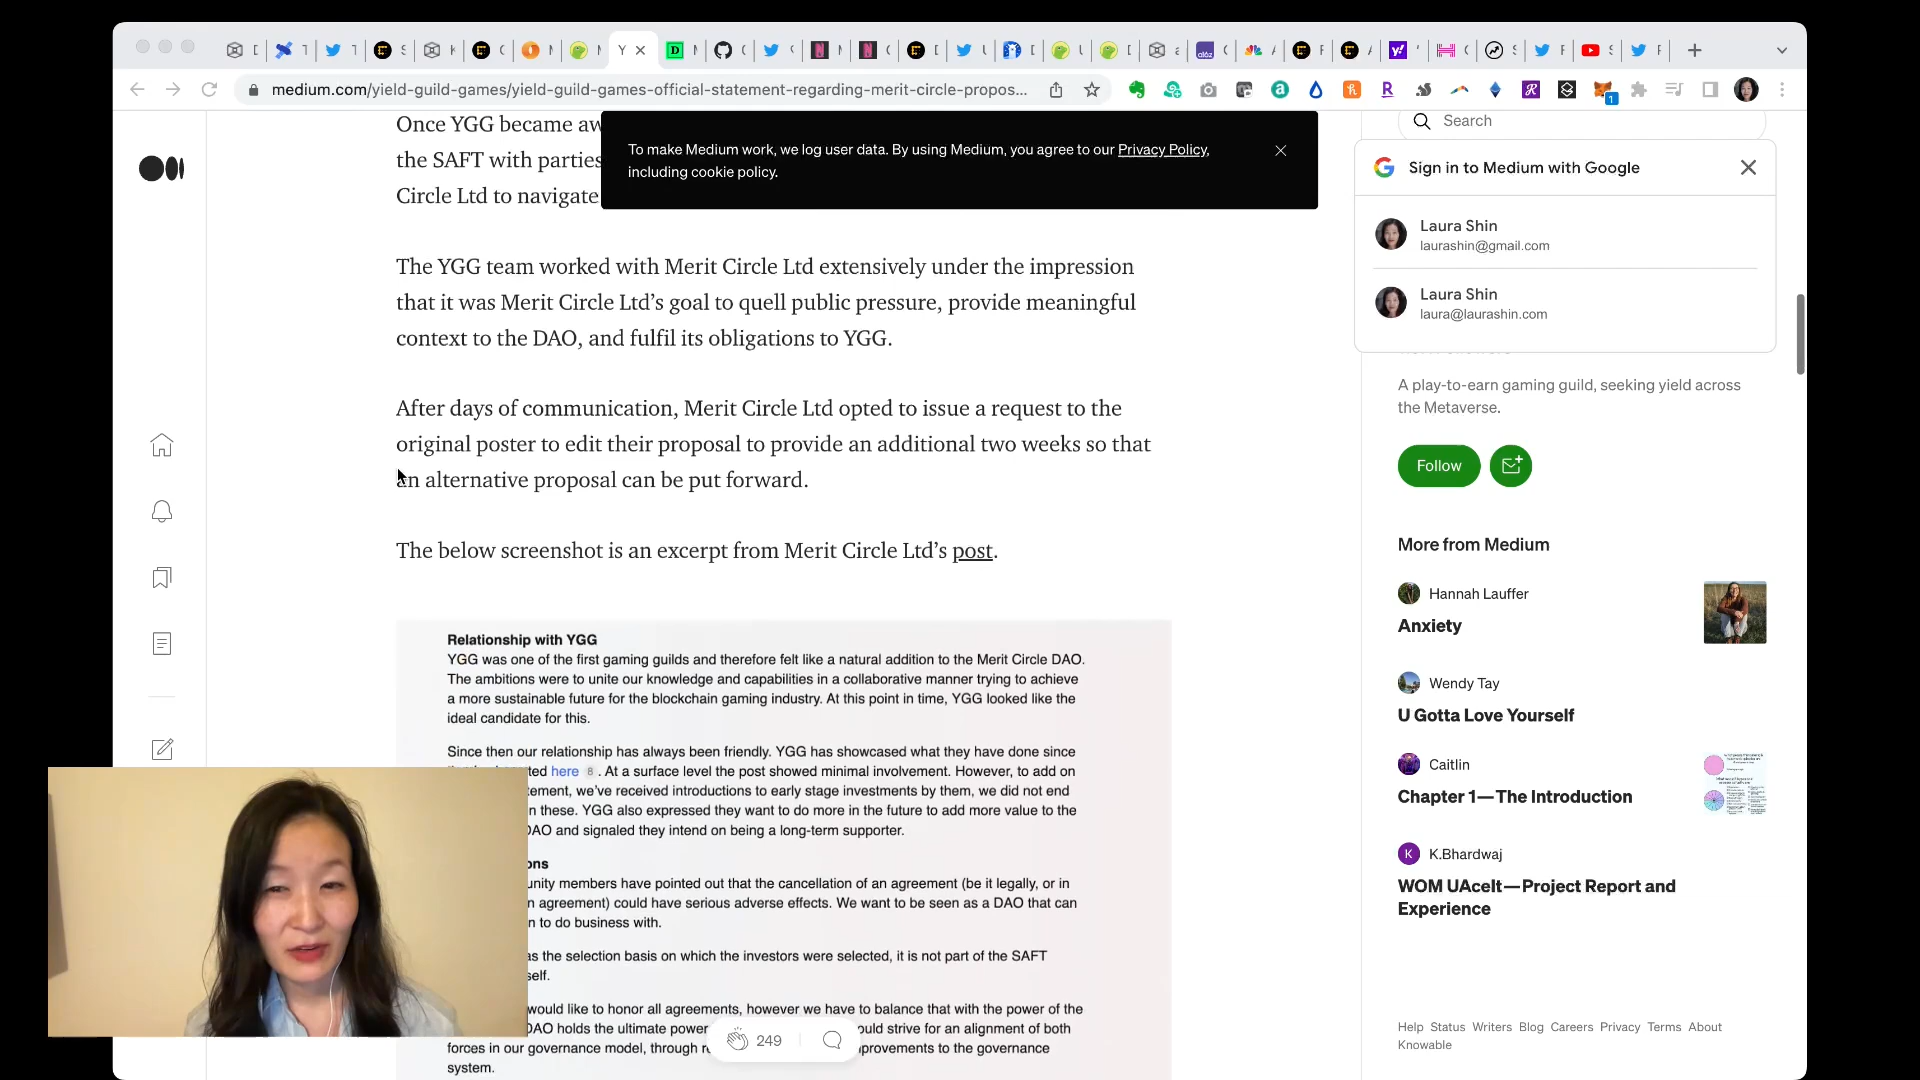 medium.com/yield-guild-games/yield-guild-games-official-statement-regarding-merit-circle-propos...
Once YGG became aw
the SAFT with parties
Circle Ltd to navigate
To make Medium work, we log user data. By using Medium, you agree to our Privacy Policy,
including cookie policy.
The YGG team worked with Merit Circle Ltd extensively under the impression
that it was Merit Circle Ltd’s goal to quell public pressure, provide meaningful
context to the DAO, and fulfil its obligations to YGG.
After days of communication, Merit Circle Ltd opted to issue a request to the
original poster to edit their proposal to provide an additional two weeks so that
an alternative proposal can be put forward.
The below screenshot is an excerpt from Merit Circle Ltd’s post.
Relationship with YGG
YGG was one of the first gaming guilds and therefore felt like a natural addition to the Merit Circle DAO.
The ambitions were to unite our knowledge and capabilities in a collaborative manner trying to achieve
a more sustainable future for the blockchain gaming industry. At this point in time, YGG looked like the
ideal candidate for this.
Since then our relationship has always been friendly. YGG has showcased what they have done since
ted here 8 . At a surface level the post showed minimal involvement. However, to add on
tement, we’ve received introductions to early stage investments by them, we did not end
n these. YGG also expressed they want to do more in the future to add more value to the
DAO and signaled they intend on being a long-term supporter.
ons
unity members have pointed out that the cancellation of an agreement (be it legally, or in
n agreement) could have serious adverse effects. We want to be seen as a DAO that can
n to do business with.
as the selection basis on which the investors were selected, it is not part of the SAFT
self.
would like to honor all agreements, however we have to balance that with the power of the
DAO holds the ultimate power
ould strive for an alignment of both
forces in our governance model, through
provements to the governance
system.
249
Search
Sign in to Medium with Google
Laura Shin
laurashin@gmail.com
Laura Shin
laura@laurashin.com
A play-to-earn gaming guild, seeking yield across
the Metaverse.
Follow
More from Medium
Hannah Lauffer
Anxiety
Wendy Tay
U Gotta Love Yourself
Caitlin
Chapter 1—The Introduction
K K.Bhardwaj
WOM UAceIt—Project Report and
Experience
Help Status Writers Blog Careers Privacy Terms About
Knowable